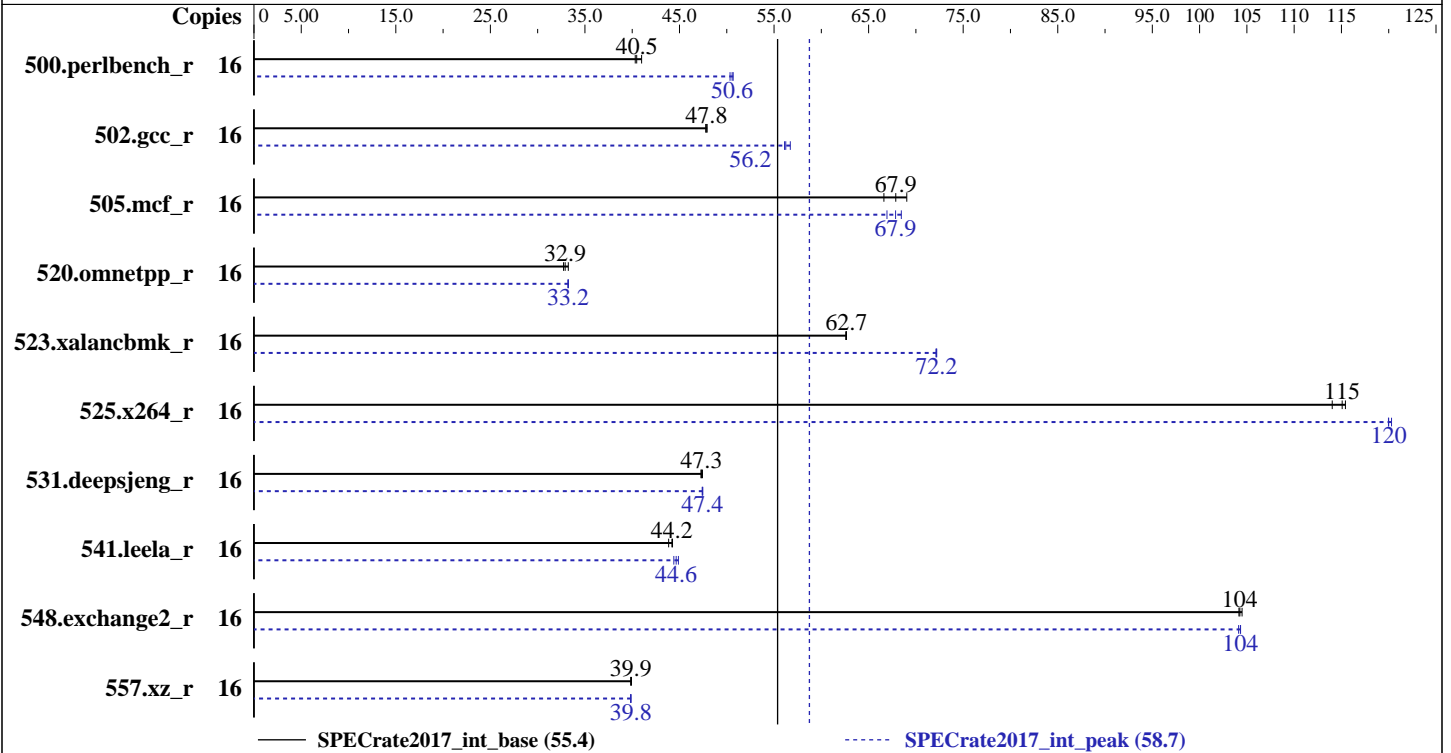 Copies 0 5.00 15.0 25.0 35.0 45.0 55.0 65.0 75.0 85.0 95.0 100 105 110 115 125
40.5
500.perlbench_r 16
50.6
47.8
502.gcc_r 16
56.2
67.9
505.mcf_r 16
67.9
32.9
520.omnetpp_r 16
33.2
62.7
523.xalancbmk_r 16
72.2
115
525.x264_r 16
120
47.3
531.deepsjeng_r 16
47.4
44.2
541.leela_r 16
44.6
104
548.exchange2_r 16
104
39.9
557.xz_r 16
39.8
SPECrate2017_int_base (55.4) SPECrate2017_int_peak (58.7)